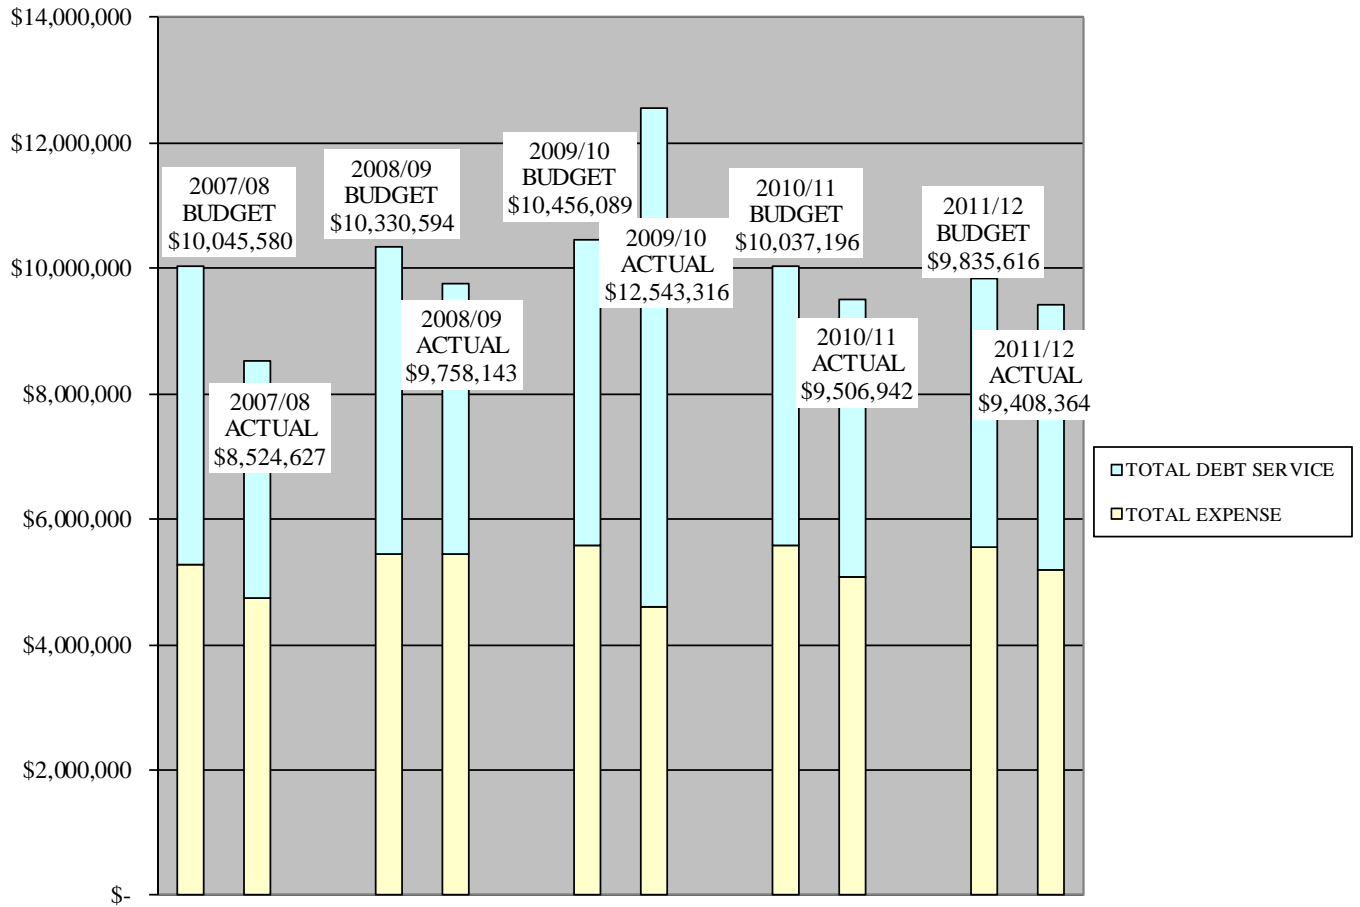 $14,000,000
$12,000,000
$10,000,000
$8,000,000
$6,000,000
$4,000,000
$2,000,000
$-
2007/08
BUDGET
$10,045,580
2007/08
ACTUAL
$8,524,627
2008/09
BUDGET
$10,330,594
2008/09
ACTUAL
$9,758,143
2009/10
BUDGET
$10,456,089
2009/10
ACTUAL
$12,543,316
2010/11
BUDGET
$10,037,196
2010/11
ACTUAL
$9,506,942
2011/12
BUDGET
$9,835,616
2011/12
ACTUAL
$9,408,364
TOTAL DEBT SERVICE
TOTAL EXPENSE